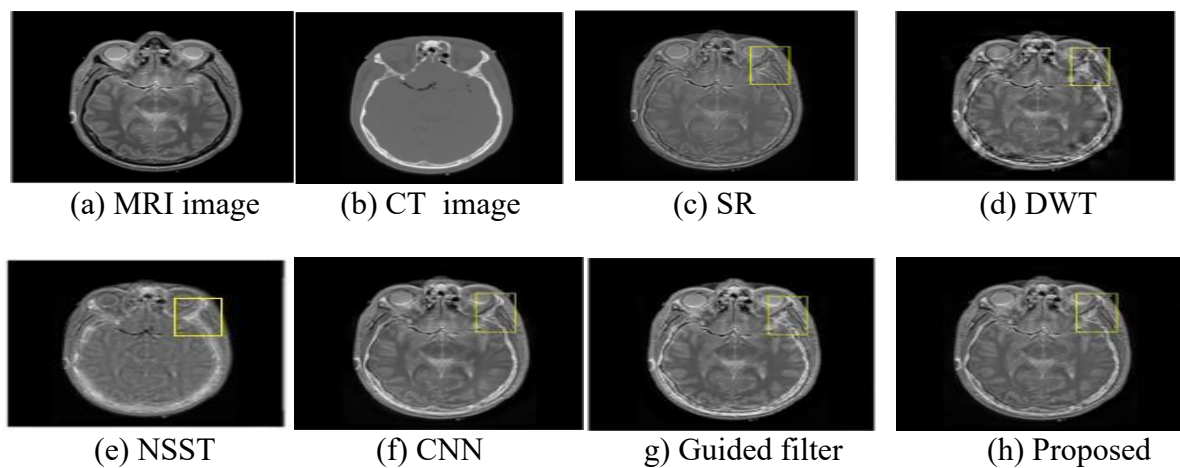 (a) MRI image
(b) CT image
(c) SR
(d) DWT
(e) NSST
(f) CNN
g) Guided filter
(h) Proposed